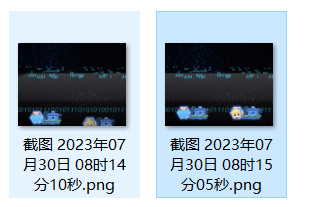 截图 2023年07
月30日 08时14
分10秒.png
截图 2023年07
月30日 08时15
分05秒.png